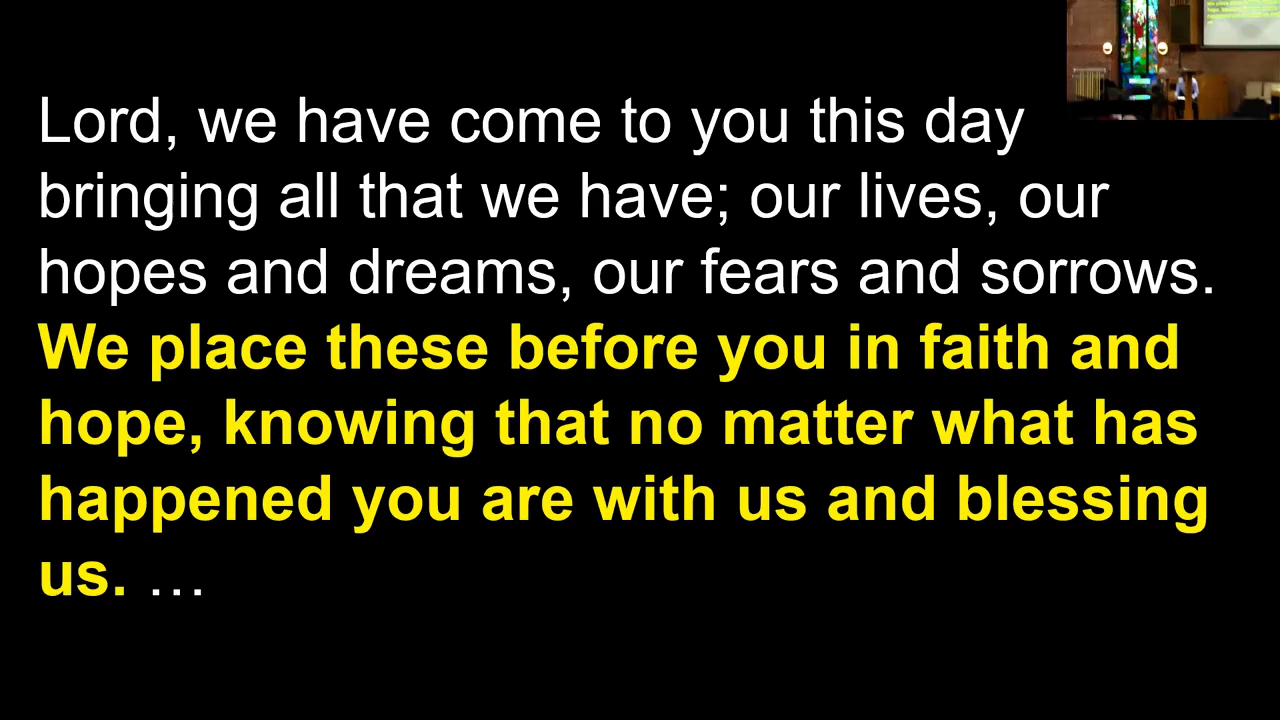 Lord, we have come to you this day
bringing all that we have; our lives, our
hopes and dreams, our fears and sorrows.
We place these before you in faith and
hope, knowing that no matter what has
happened you are with us and blessing
us. …